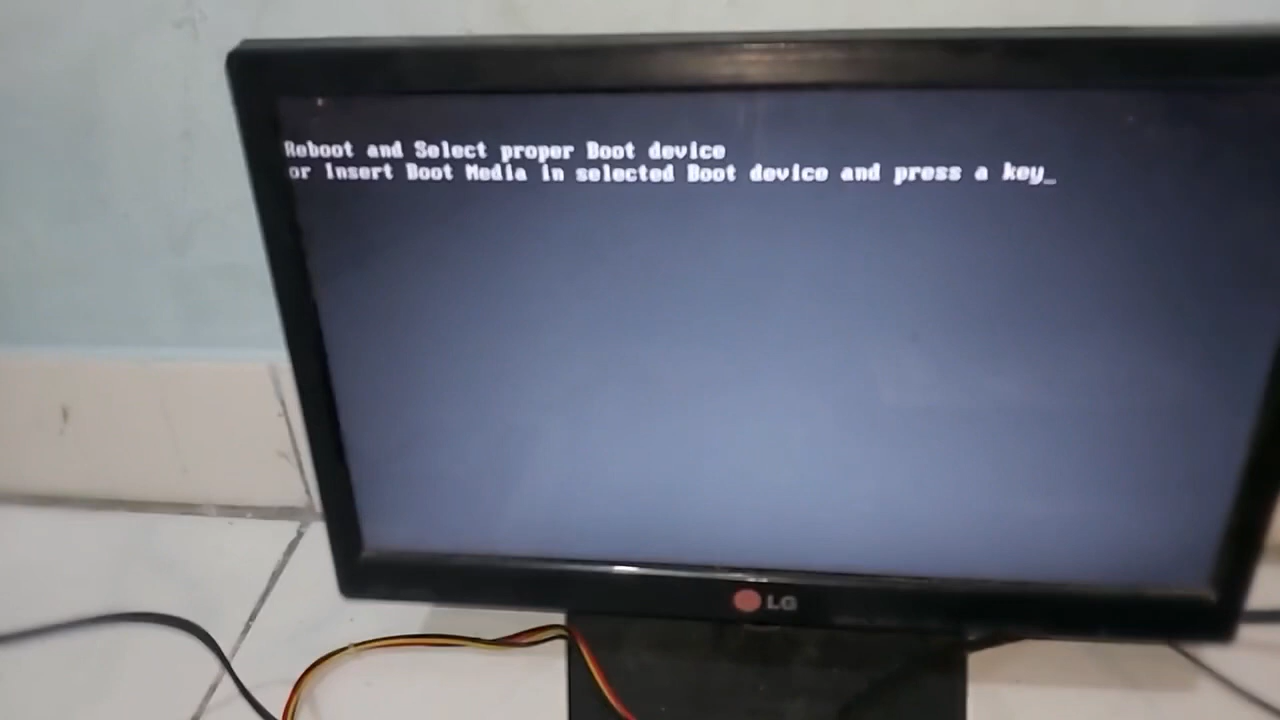 Reboot and Select proper Boot device
or Insert Boot Media in selected Boot device and press a key_
LG